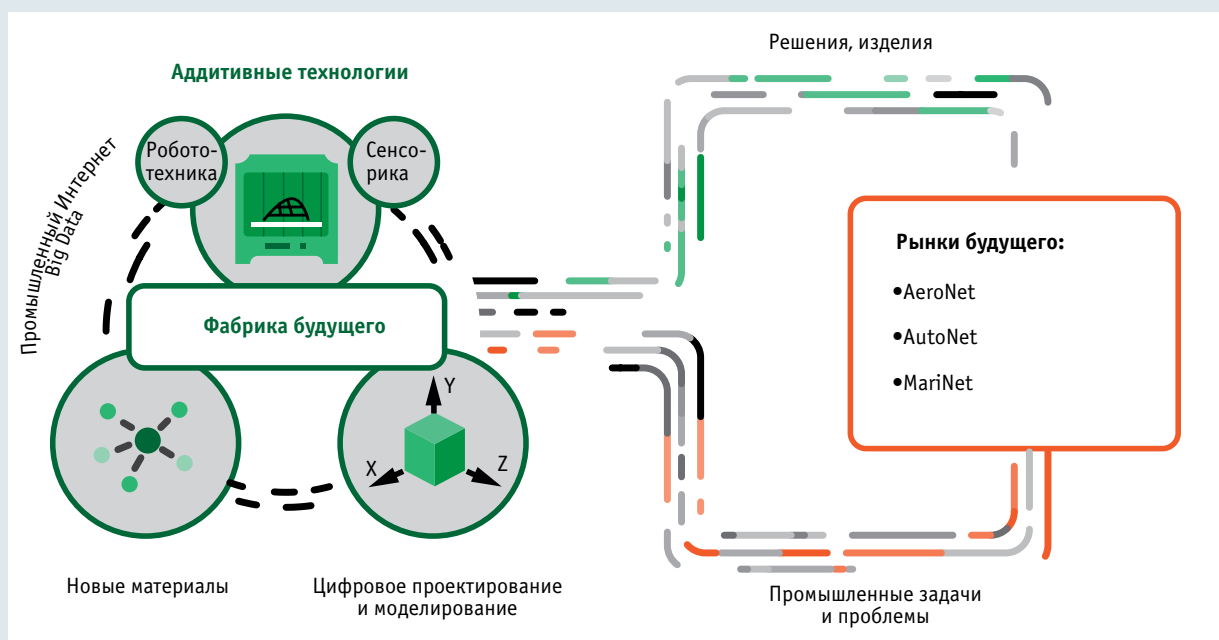 Решения, изделия
Аддитивные технологии
Робото-
техника
Сенсо-
рика
Промышленный Интернет
Big Data
Фабрика будущего
Рынки будущего:
•AeroNet
•AutoNet
•MariNet
Y
X
Z
Новые материалы
Цифровое проектирование
и моделирование
Промышленные задачи
и проблемы